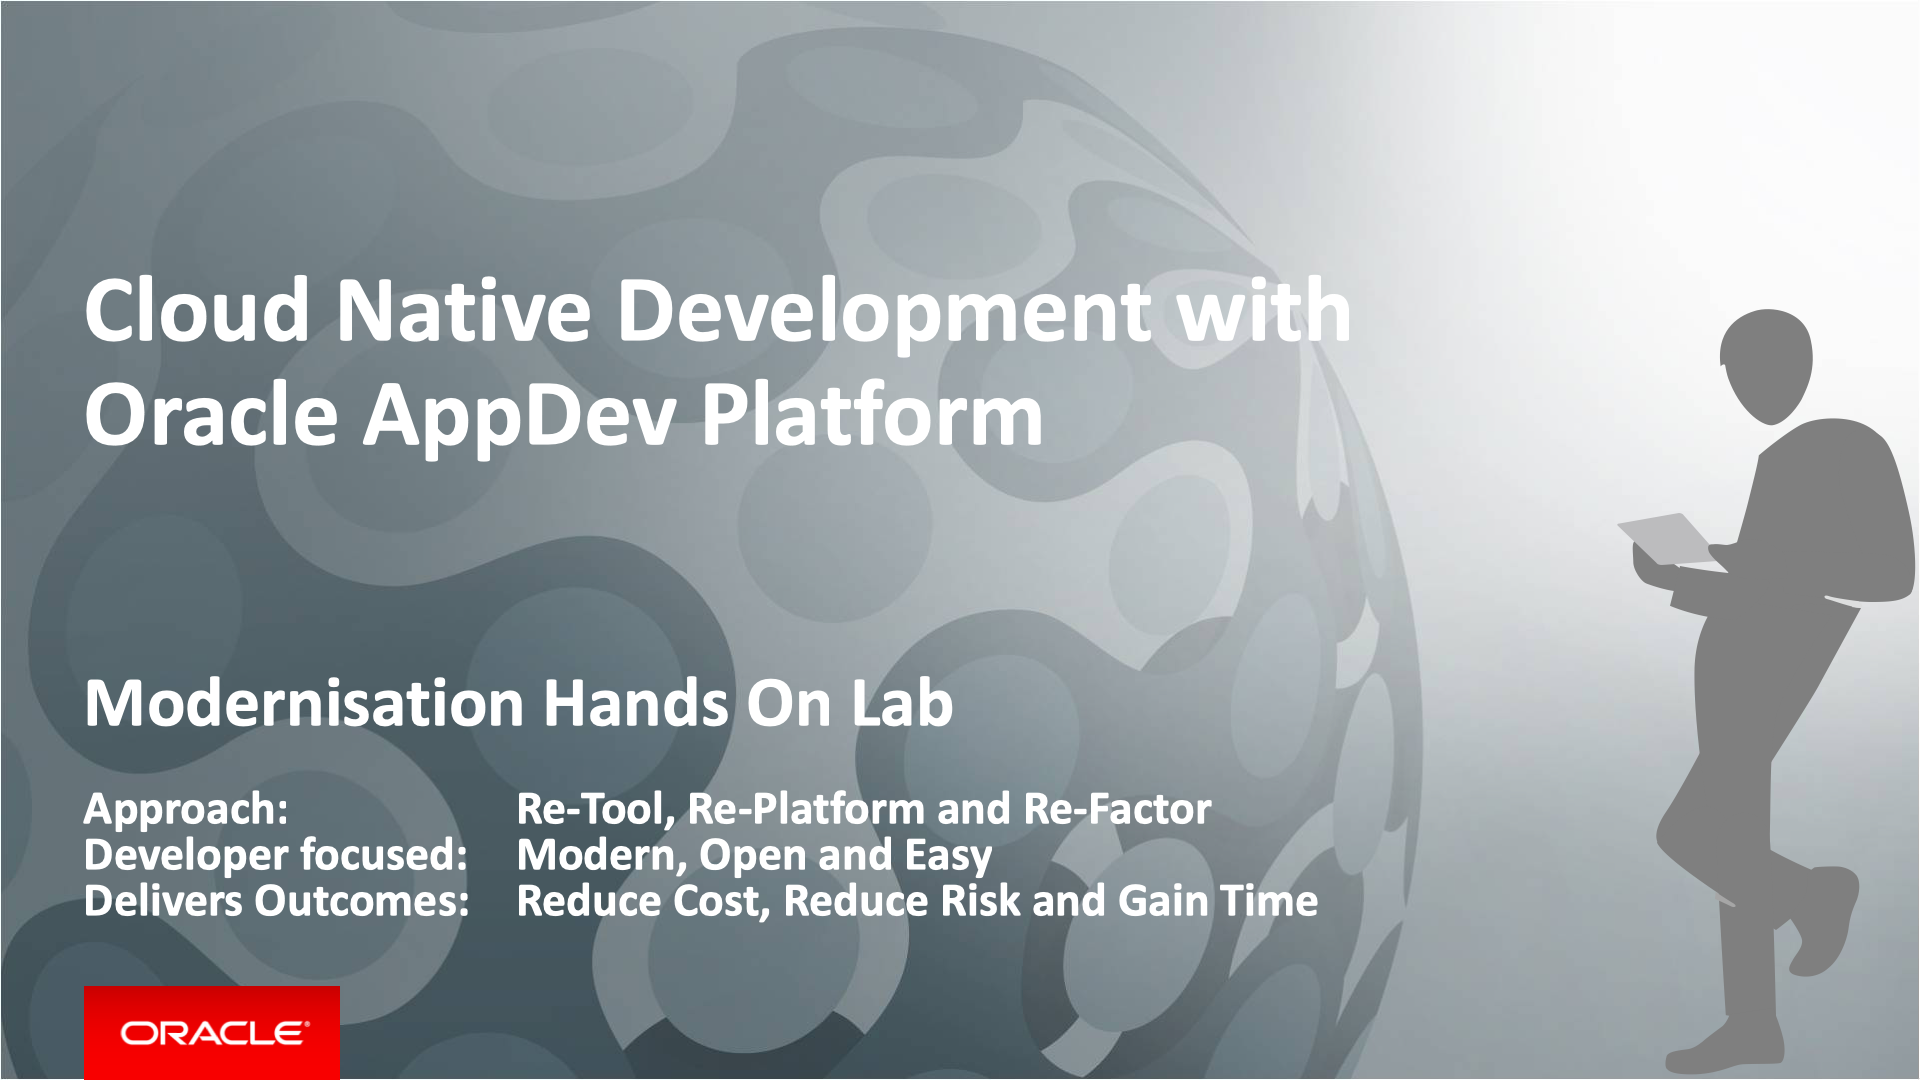 Cloud Native Development with
Oracle AppDev Platform
Modernisation Hands On Lab
Approach: Re-Tool, Re-Platform and Re-Factor
Developer focused: Modern, Open and Easy
Delivers Outcomes: Reduce Cost, Reduce Risk and Gain Time
ORACLE®